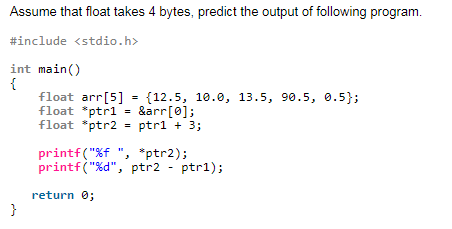 Assume that float takes 4 bytes, predict the output of following program.
#include <stdio.h>
int main()
{
    float arr[5] = {12.5, 10.0, 13.5, 90.5, 0.5};
    float *ptr1 = &arr[0];
    float *ptr2 = ptr1 + 3;
    printf("%f ", *ptr2);
    printf("%d", ptr2 - ptr1);
   return 0;
}